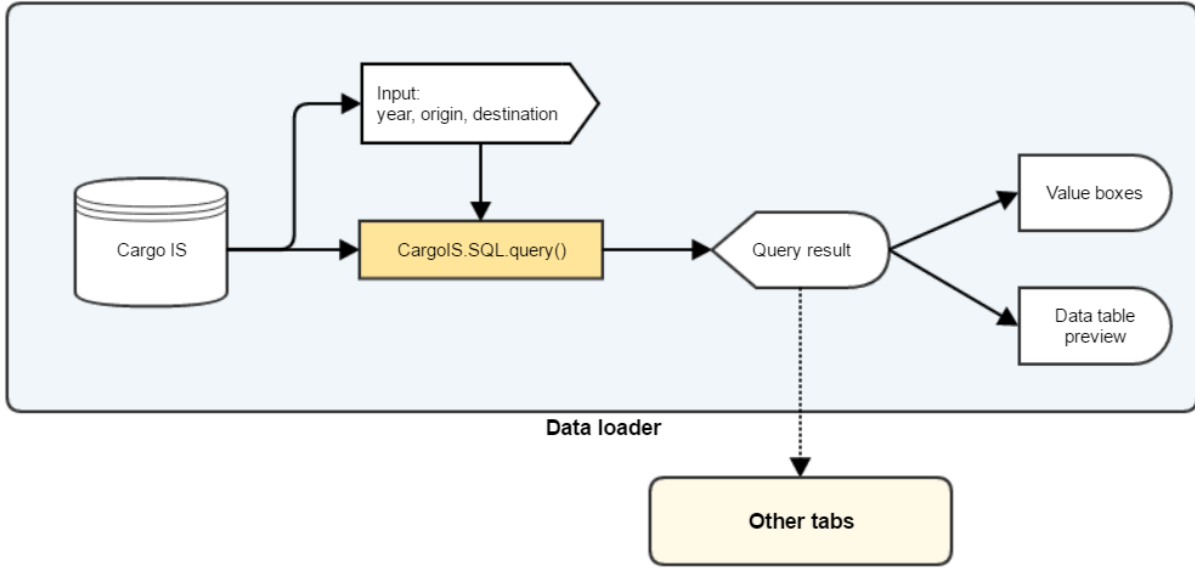 Input:
year, origin, destination
Cargo IS
CargoIS.SQL.query()
Query result
Value boxes
Data table
preview
Data loader
Other tabs